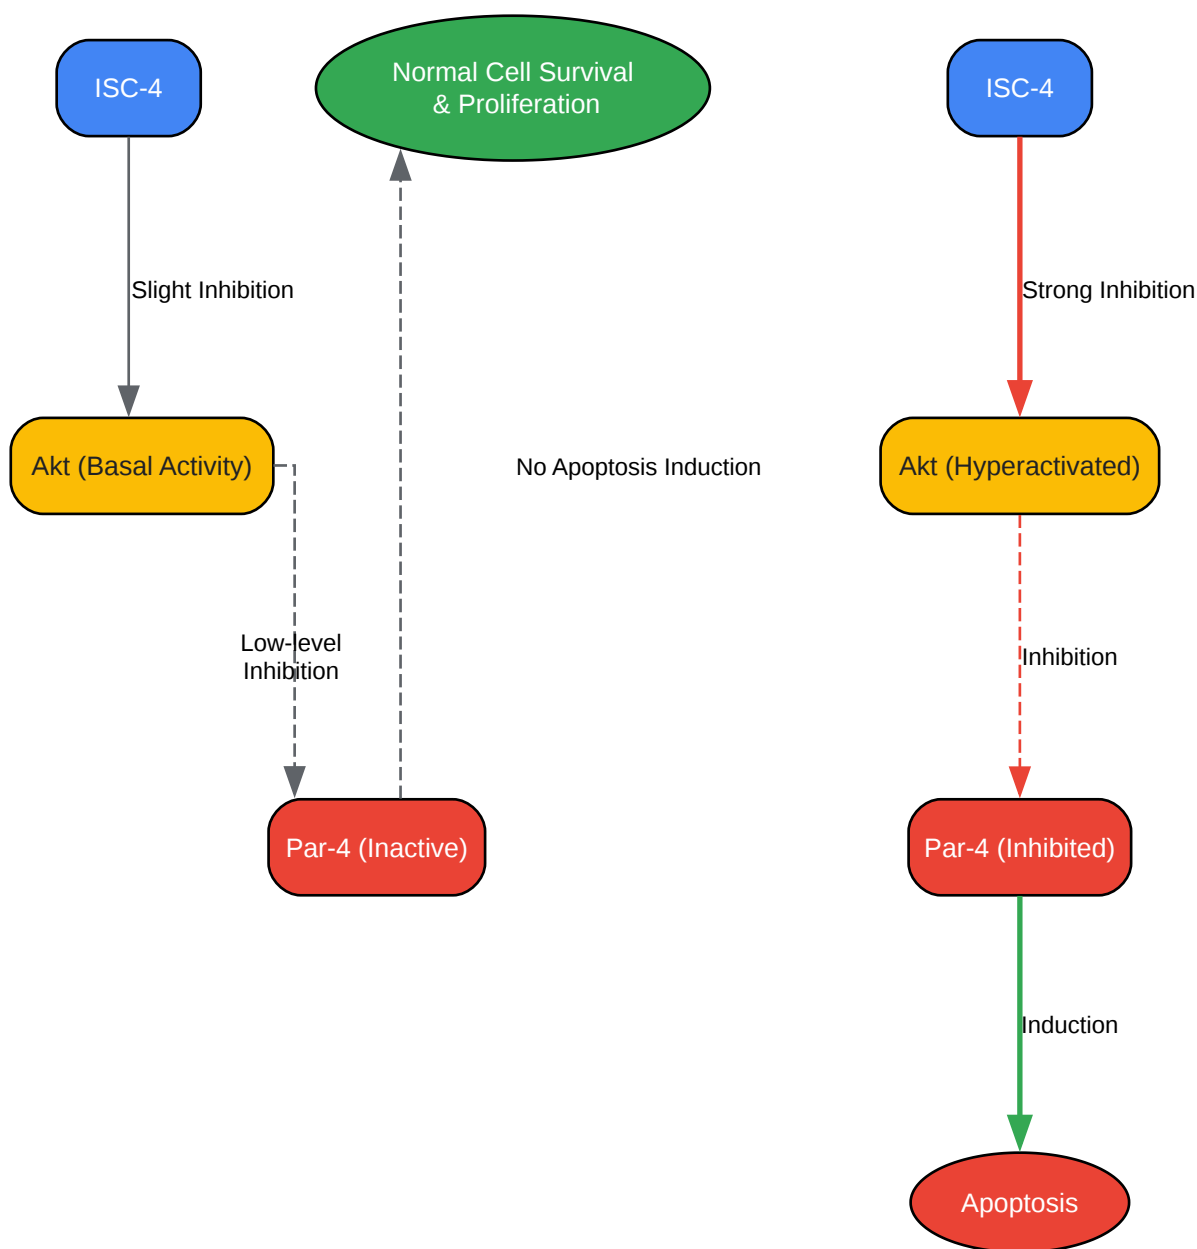 ISC-4
Normal Cell Survival
& Proliferation
ISC-4
Slight Inhibition
Strong Inhibition
Akt (Basal Activity)
No Apoptosis Induction
Akt (Hyperactivated)
Low-level
Inhibition
Inhibition
Par-4 (Inactive)
Par-4 (Inhibited)
Induction
Apoptosis